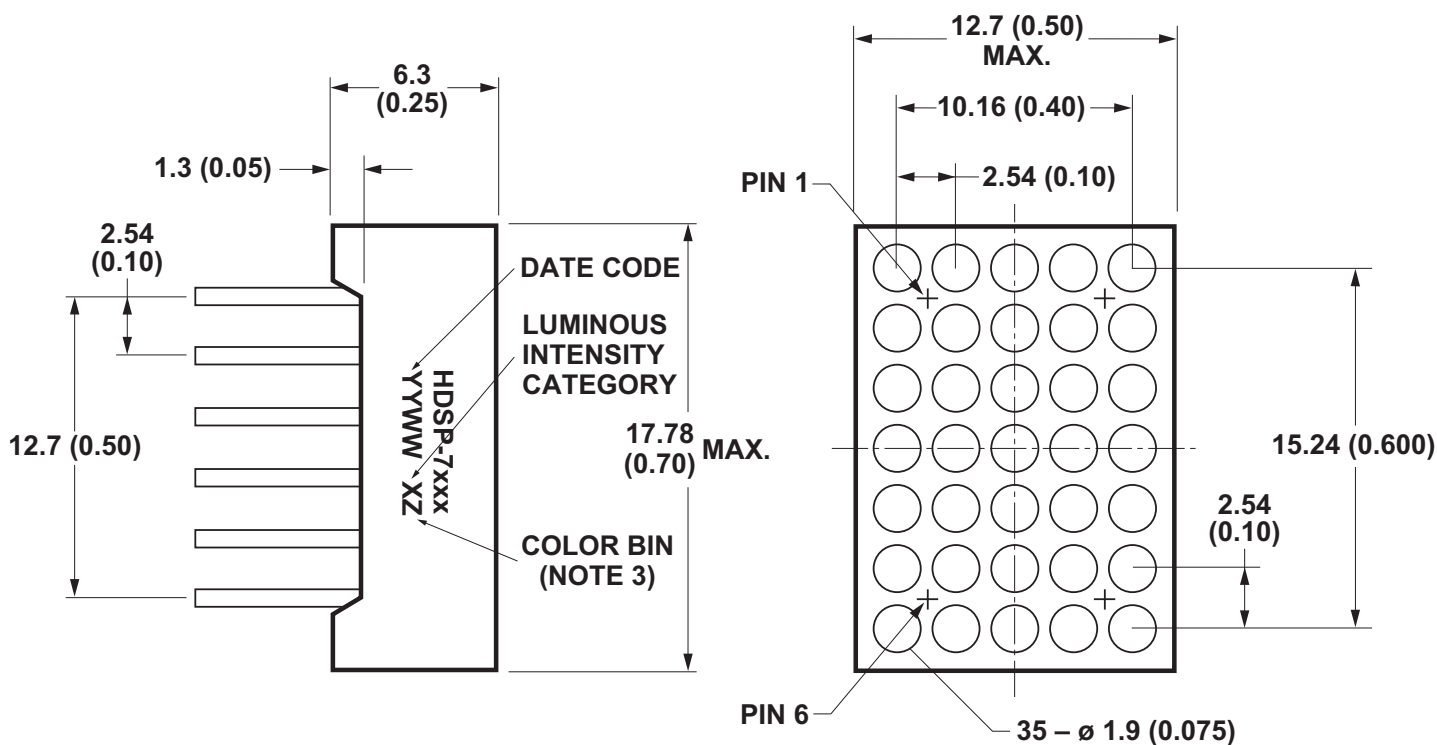 6.3
(0.25)
1.3 (0.05)
2.54
(0.10)
12.7 (0.50)
DATE CODE
LUMINOUS
INTENSITY
CATEGORY
HDSP-7xxx
YYWW XZ
COLOR BIN
(NOTE 3)
17.78
(0.70) MAX.
12.7 (0.50)
MAX.
10.16 (0.40)
2.54 (0.10)
PIN 1
15.24 (0.600)
2.54
(0.10)
PIN 6
35 – ø 1.9 (0.075)